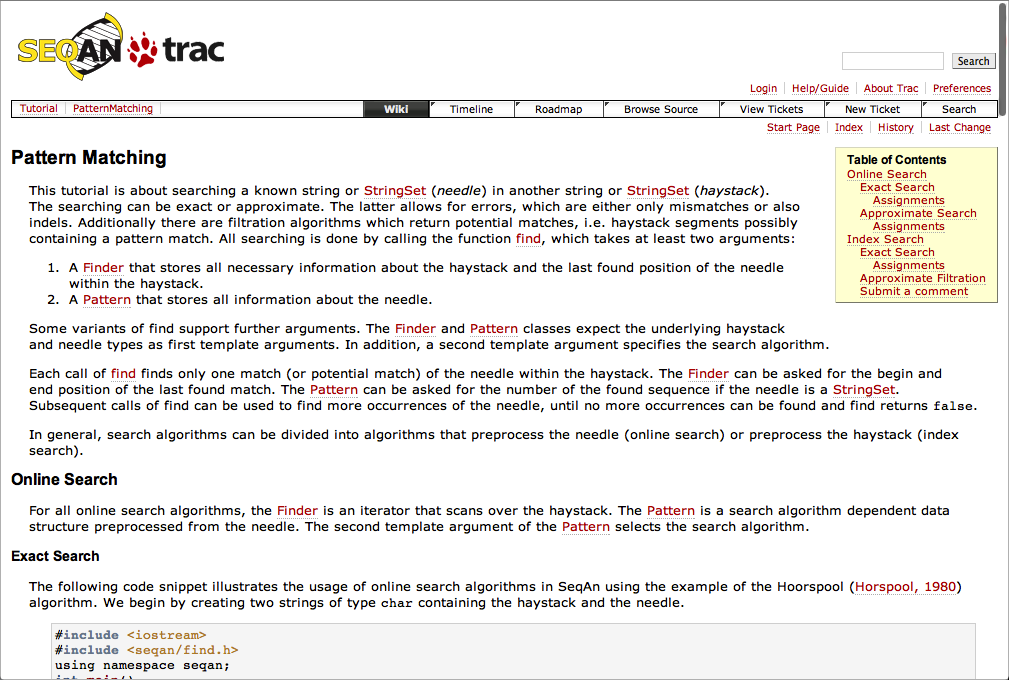 SEQAN trac
Search
Login Help/Guide About Trac Preferences
Tutorial PatternMatching Wiki Timeline Roadmap Browse Source View Tickets New Ticket Search
Start Page Index History Last Change
Pattern Matching
This tutorial is about searching a known string or StringSet (needle) in another string or StringSet (haystack).
The searching can be exact or approximate. The latter allows for errors, which are either only mismatches or also
indels. Additionally there are filtration algorithms which return potential matches, i.e. haystack segments possibly
containing a pattern match. All searching is done by calling the function find, which takes at least two arguments:
1. A Finder that stores all necessary information about the haystack and the last found position of the needle
within the haystack.
2. A Pattern that stores all information about the needle.
Table of Contents
Online Search
Exact Search
Assignments
Approximate Search
Assignments
Index Search
Exact Search
Assignments
Approximate Filtration
Submit a comment
Some variants of find support further arguments. The Finder and Pattern classes expect the underlying haystack
and needle types as first template arguments. In addition, a second template argument specifies the search algorithm.
Each call of find finds only one match (or potential match) of the needle within the haystack. The Finder can be asked for the begin and
end position of the last found match. The Pattern can be asked for the number of the found sequence if the needle is a StringSet.
Subsequent calls of find can be used to find more occurrences of the needle, until no more occurrences can be found and find returns false.
In general, search algorithms can be divided into algorithms that preprocess the needle (online search) or preprocess the haystack (index
search).
Online Search
For all online search algorithms, the Finder is an iterator that scans over the haystack. The Pattern is a search algorithm dependent data
structure preprocessed from the needle. The second template argument of the Pattern selects the search algorithm.
Exact Search
The following code snippet illustrates the usage of online search algorithms in SeqAn using the example of the Hoorspool (Horspool, 1980)
algorithm. We begin by creating two strings of type char containing the haystack and the needle.
#include <iostream>
#include <seqan/find.h>
using namespace seqan;
int main()